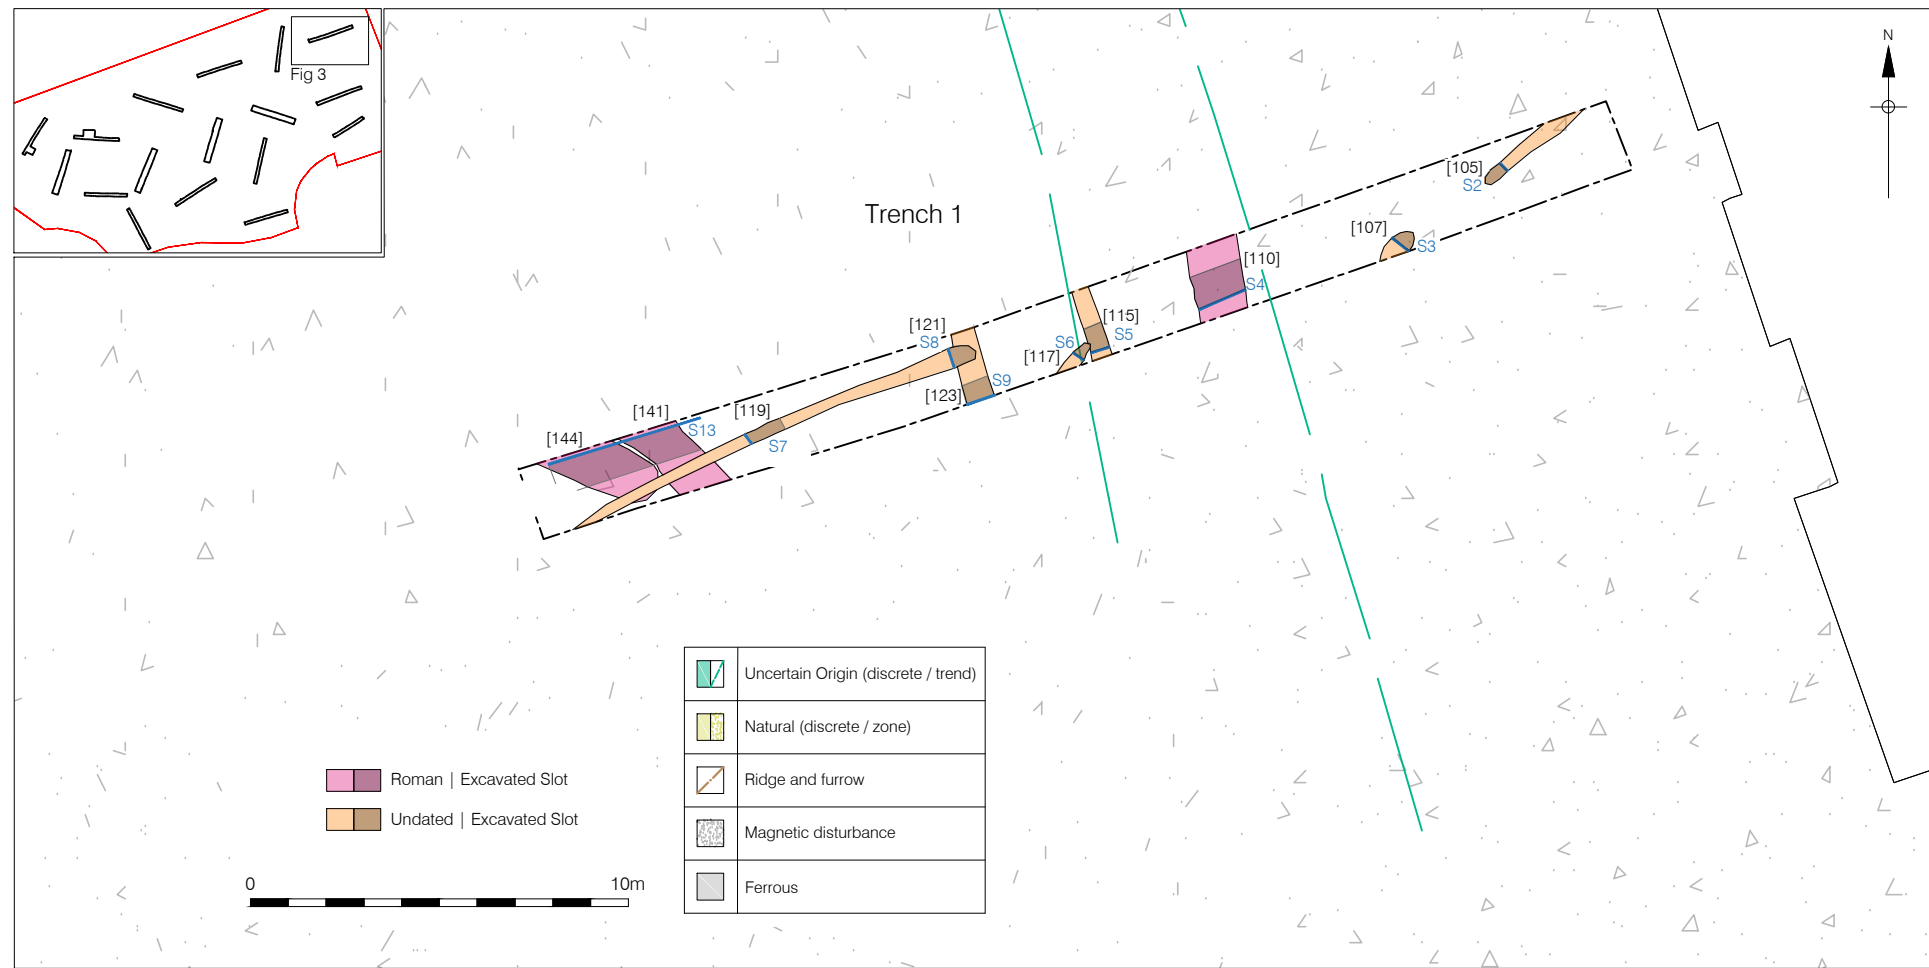 Fig 3
N
Trench 1
[105]
S2
[107]
S3
[110]
S4
[115]
S5
S6
[117]
[121]
S8
S9
[123]
[119]
S7
[141]
S13
[144]
Uncertain Origin (discrete / trend)
Natural (discrete / zone)
Ridge and furrow
Magnetic disturbance
Ferrous
Roman | Excavated Slot
Undated | Excavated Slot
0 10m